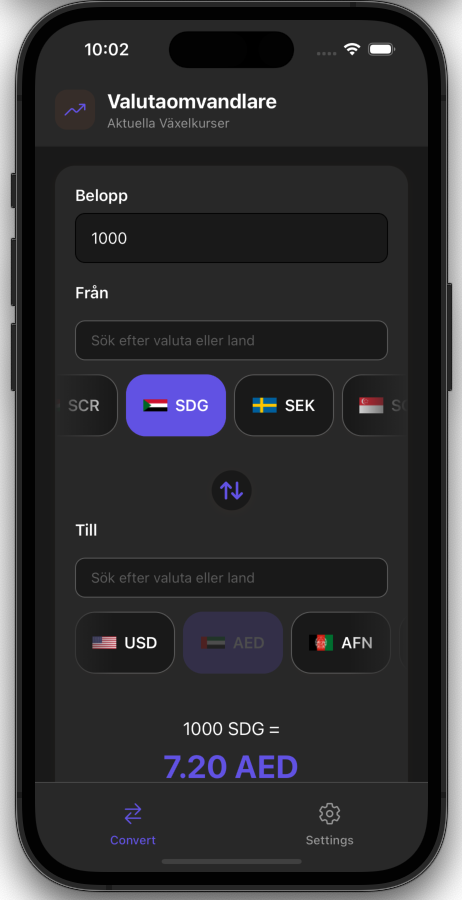 10:02
Valutaomvandlare
Aktuella Växelkurser
Belopp
1000
Från
Sök efter valuta eller land
SCR SDG SEK
Till
Sök efter valuta eller land
USD AED AFN
1000 SDG =
7.20 AED
Convert Settings